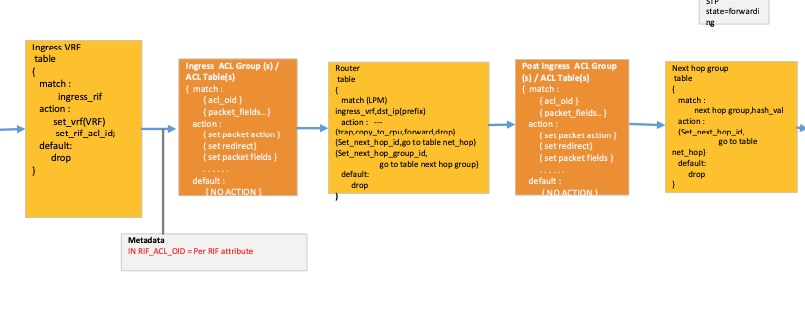 STP
state=forwardi
ng
Ingress VRF
table
{
match :
ingress_rif
action :
set_vrf(VRF)
set_rif_acl_id;
default:
drop
}
Ingress ACL Group (s) /
ACL Table(s)
{ match :
{ acl_oid }
{ packet_fields.. }
action :
{ set packet action }
{ set redirect}
{ set packet fields }
. . . . . .
default :
{ NO ACTION }
Router
table
{
match (LPM)
ingress_vrf,dst_ip(prefix)
action : ---
{trap,copy_to_cpu,forward,drop}
{Set_next_hop_id,go to table net_hop}
{Set_next_hop_group_id,
go to table next hop group}
default:
drop
}
Post Ingress ACL Group
(s) / ACL Table(s)
{ match :
{ acl_oid }
{ packet_fields.. }
action :
{ set packet action }
{ set redirect}
{ set packet fields }
. . . . . .
default :
{ NO ACTION }
Next hop group
table
{
match :
next hop group,hash_val
action :
{Set_next_hop_id,
go to table
net_hop}
default:
drop
}
Metadata
IN RIF_ACL_OID = Per RIF attribute